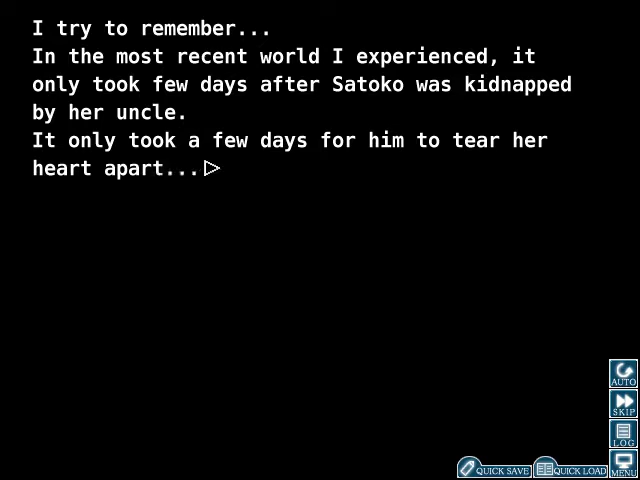 I try to remember...
In the most recent world I experienced, it
only took few days after Satoko was kidnapped
by her uncle.
It only took a few days for him to tear her
heart apart...
AUTO
SKIP
LOG
QUICK SAVE
QUICK LOAD
MENU